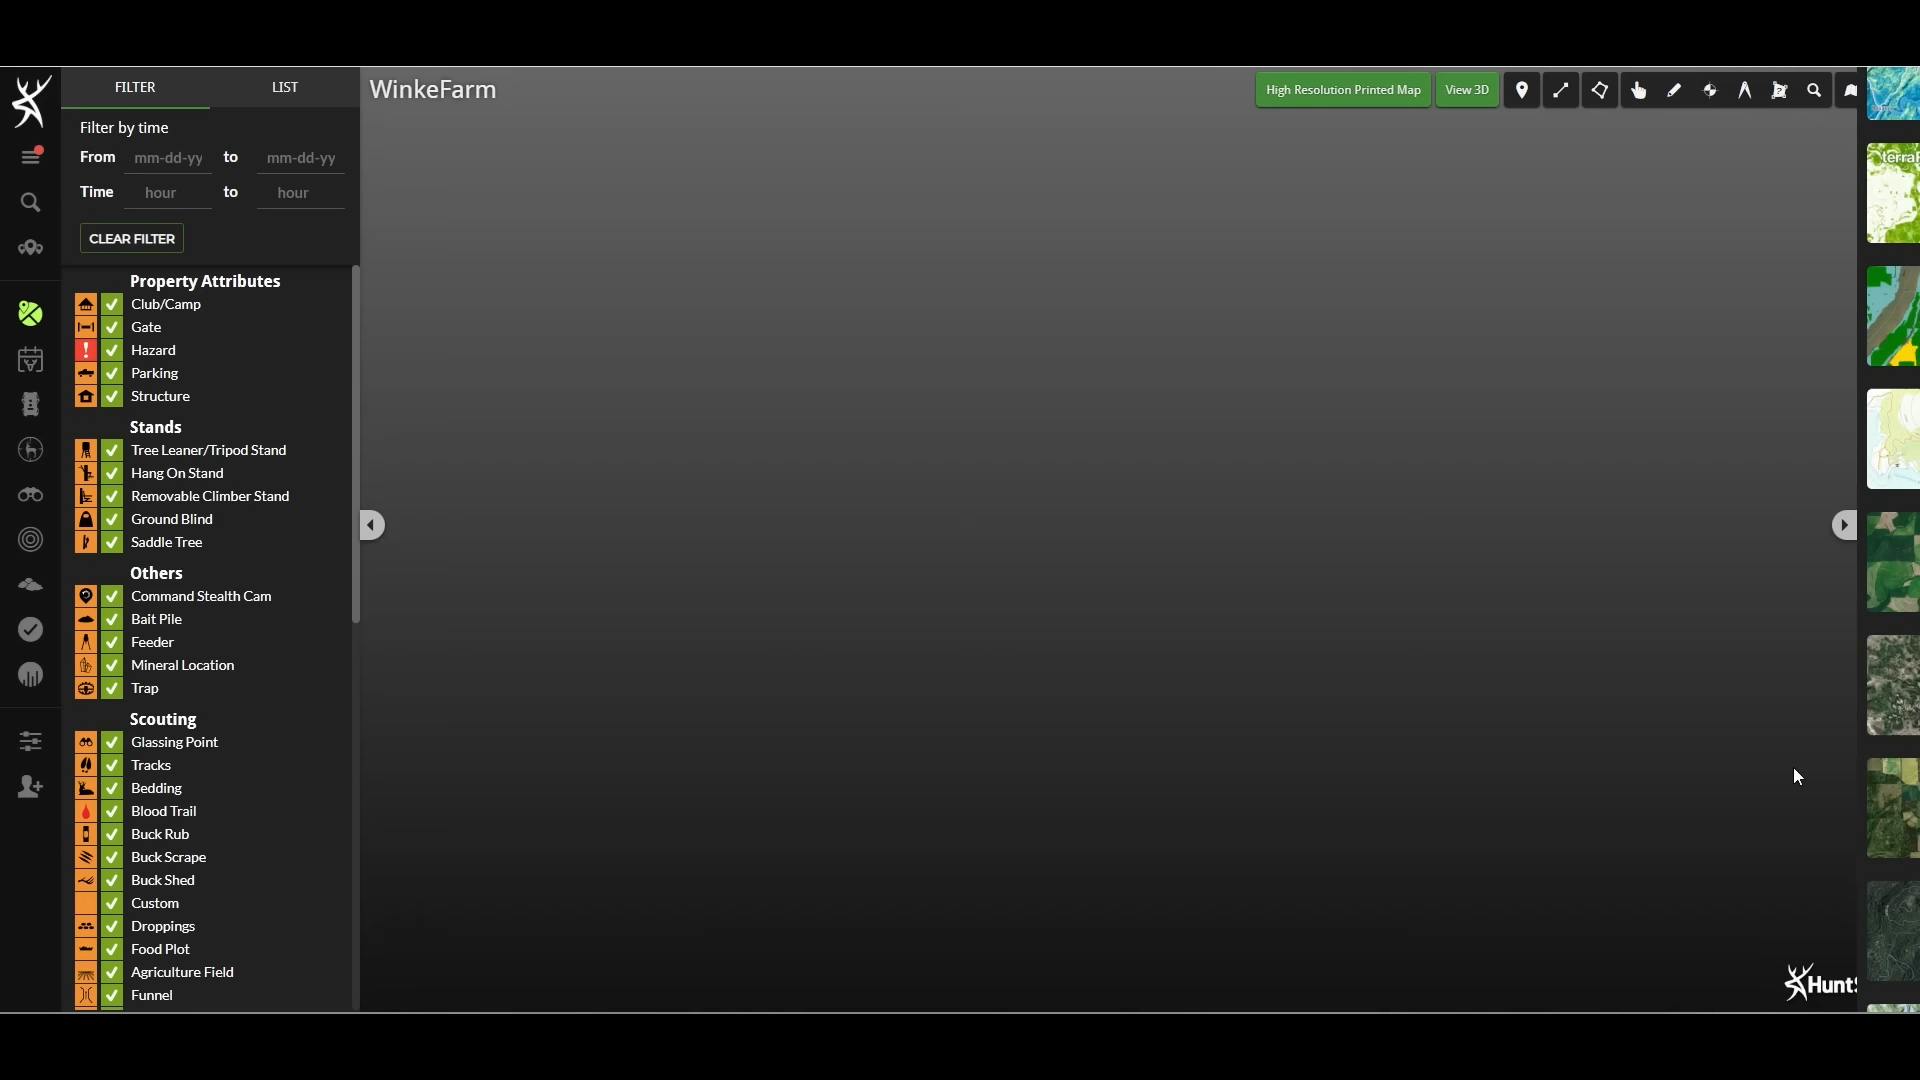 FILTER
LIST
WinkeFarm
High Resolution Printed Map
View 3D
Filter by time
From mm-dd-yy to mm-dd-yy
Time hour to hour
CLEAR FILTER
Property Attributes
Club/Camp
Gate
Hazard
Parking
Structure
Stands
Tree Leaner/Tripod Stand
Hang On Stand
Removable Climber Stand
Ground Blind
Saddle Tree
Others
Command Stealth Cam
Bait Pile
Feeder
Mineral Location
Trap
Scouting
Glassing Point
Tracks
Bedding
Blood Trail
Buck Rub
Buck Scrape
Buck Shed
Custom
Droppings
Food Plot
Agriculture Field
Funnel